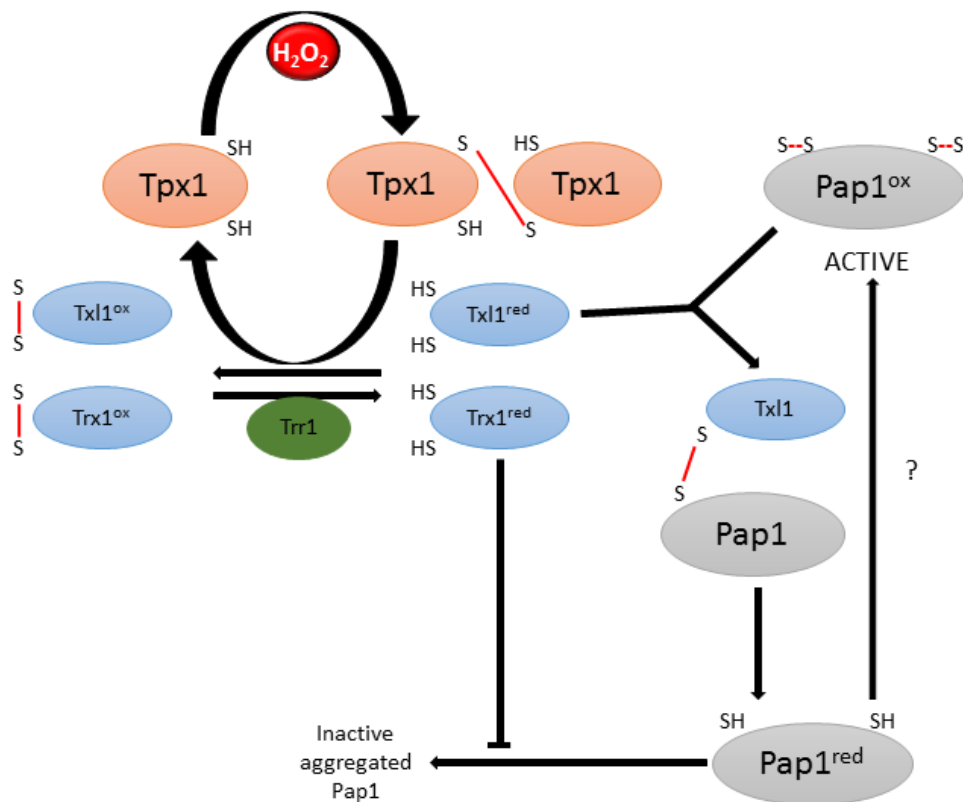 H₂O₂
SH
S
HS
S--S
S--S
Tpx1
Tpx1
Tpx1
Pap1ᵒˣ
SH
SH
S
ACTIVE
S
HS
Txl1ᵒˣ
Txl1ʳᵉᵈ
S
HS
S
HS
Txl1
Trx1ᵒˣ
Trr1
Trx1ʳᵉᵈ
S
HS
S
?
S
Pap1
SH
SH
Inactive
aggregated
Pap1
Pap1ʳᵉᵈ